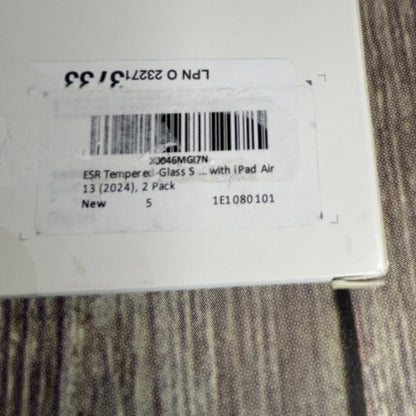 LPN O 23271
X0046MGI7N
ESR Tempered-Glass S ... with iPad Air
13 (2024), 2 Pack
New 5 1E1080101